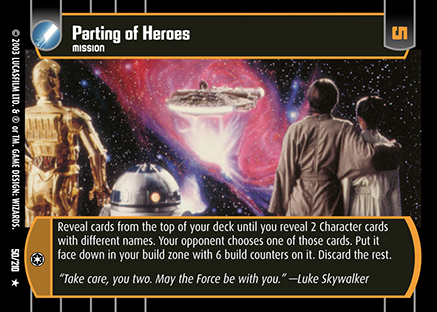 Parting of Heroes
MISSION
5
© 2003 LUCASFILM LTD. & ® or TM. GAME DESIGN: WIZARDS.
50/210
Reveal cards from the top of your deck until you reveal 2 Character cards
with different names. Your opponent chooses one of those cards. Put it
face down in your build zone with 6 build counters on it. Discard the rest.
“Take care, you two. May the Force be with you.” —Luke Skywalker